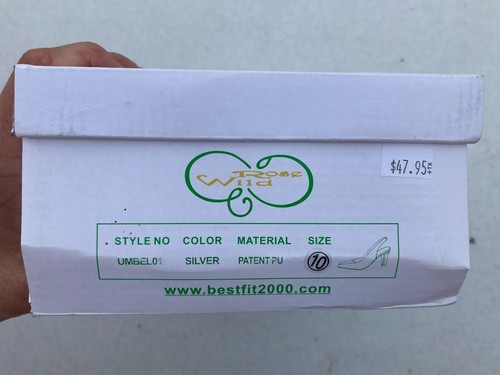 Rose
Wild
$47.95
STYLE NO COLOR MATERIAL SIZE
UMBEL01 SILVER PATENT PU 10
www.bestfit2000.com